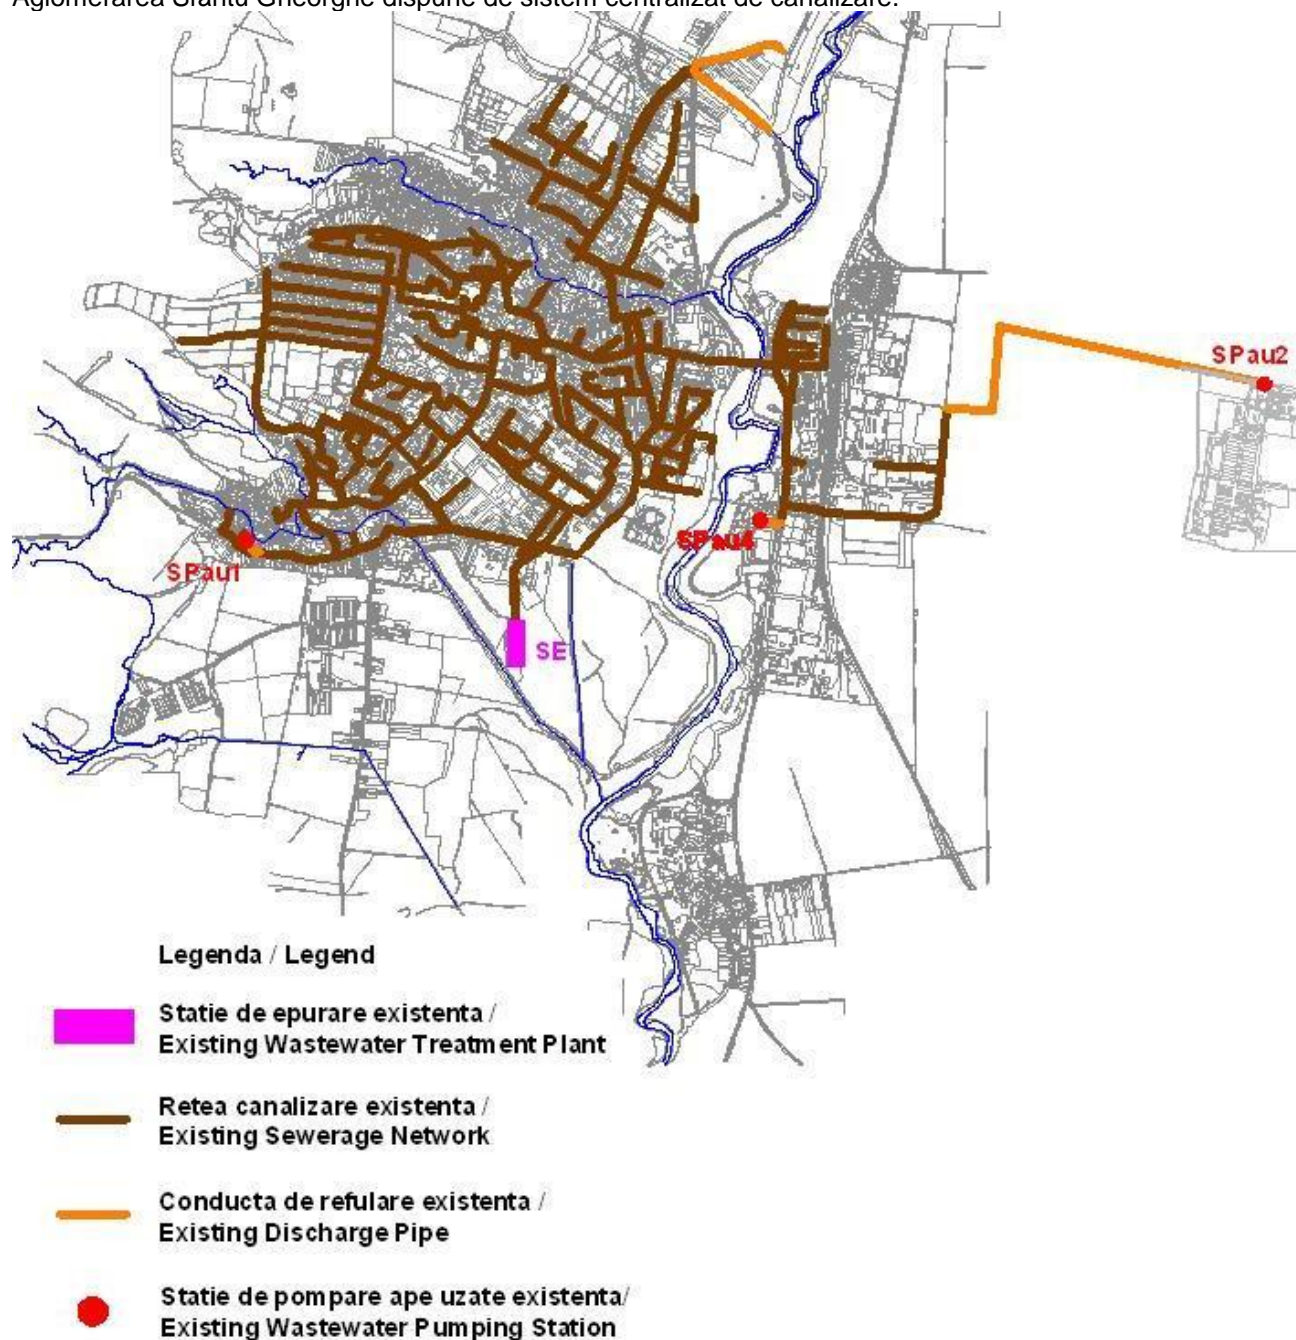 Aglomerarea Sfantu Gheorghe dispune de sistem centralizat de canalizare.
SPau2
SPau4
SPau1
SE
Legenda / Legend
Statie de epurare existenta /
Existing Wastewater Treatment Plant
Retea canalizare existenta /
Existing Sewerage Network
Conducta de refulare existenta /
Existing Discharge Pipe
Statie de pompare ape uzate existenta/
Existing Wastewater Pumping Station